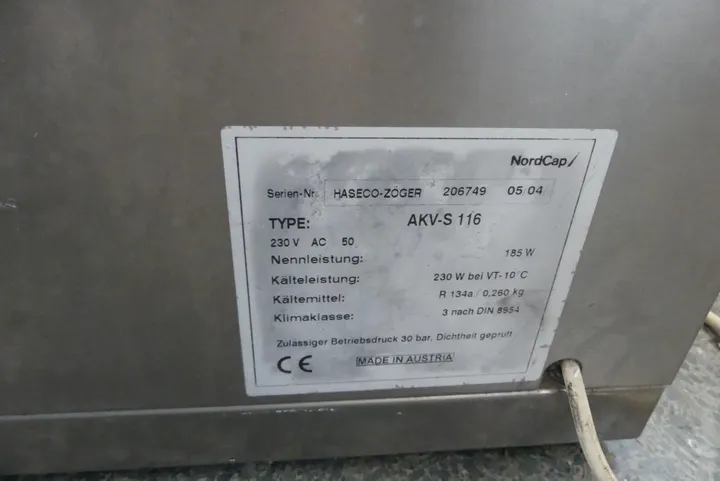 NordCap
Serien-Nr. HASECO-ZÖGER 206749 05 04
TYPE: AKV-S 116
230 V AC 50
Nennleistung: 185 W
Kälteleistung: 230 W bei VT-10°C
Kältemittel: R 134a / 0,260 kg
Klimaklasse: 3 nach DIN 8954
Zulässiger Betriebsdruck 30 bar, Dichtheit geprüft
CE MADE IN AUSTRIA